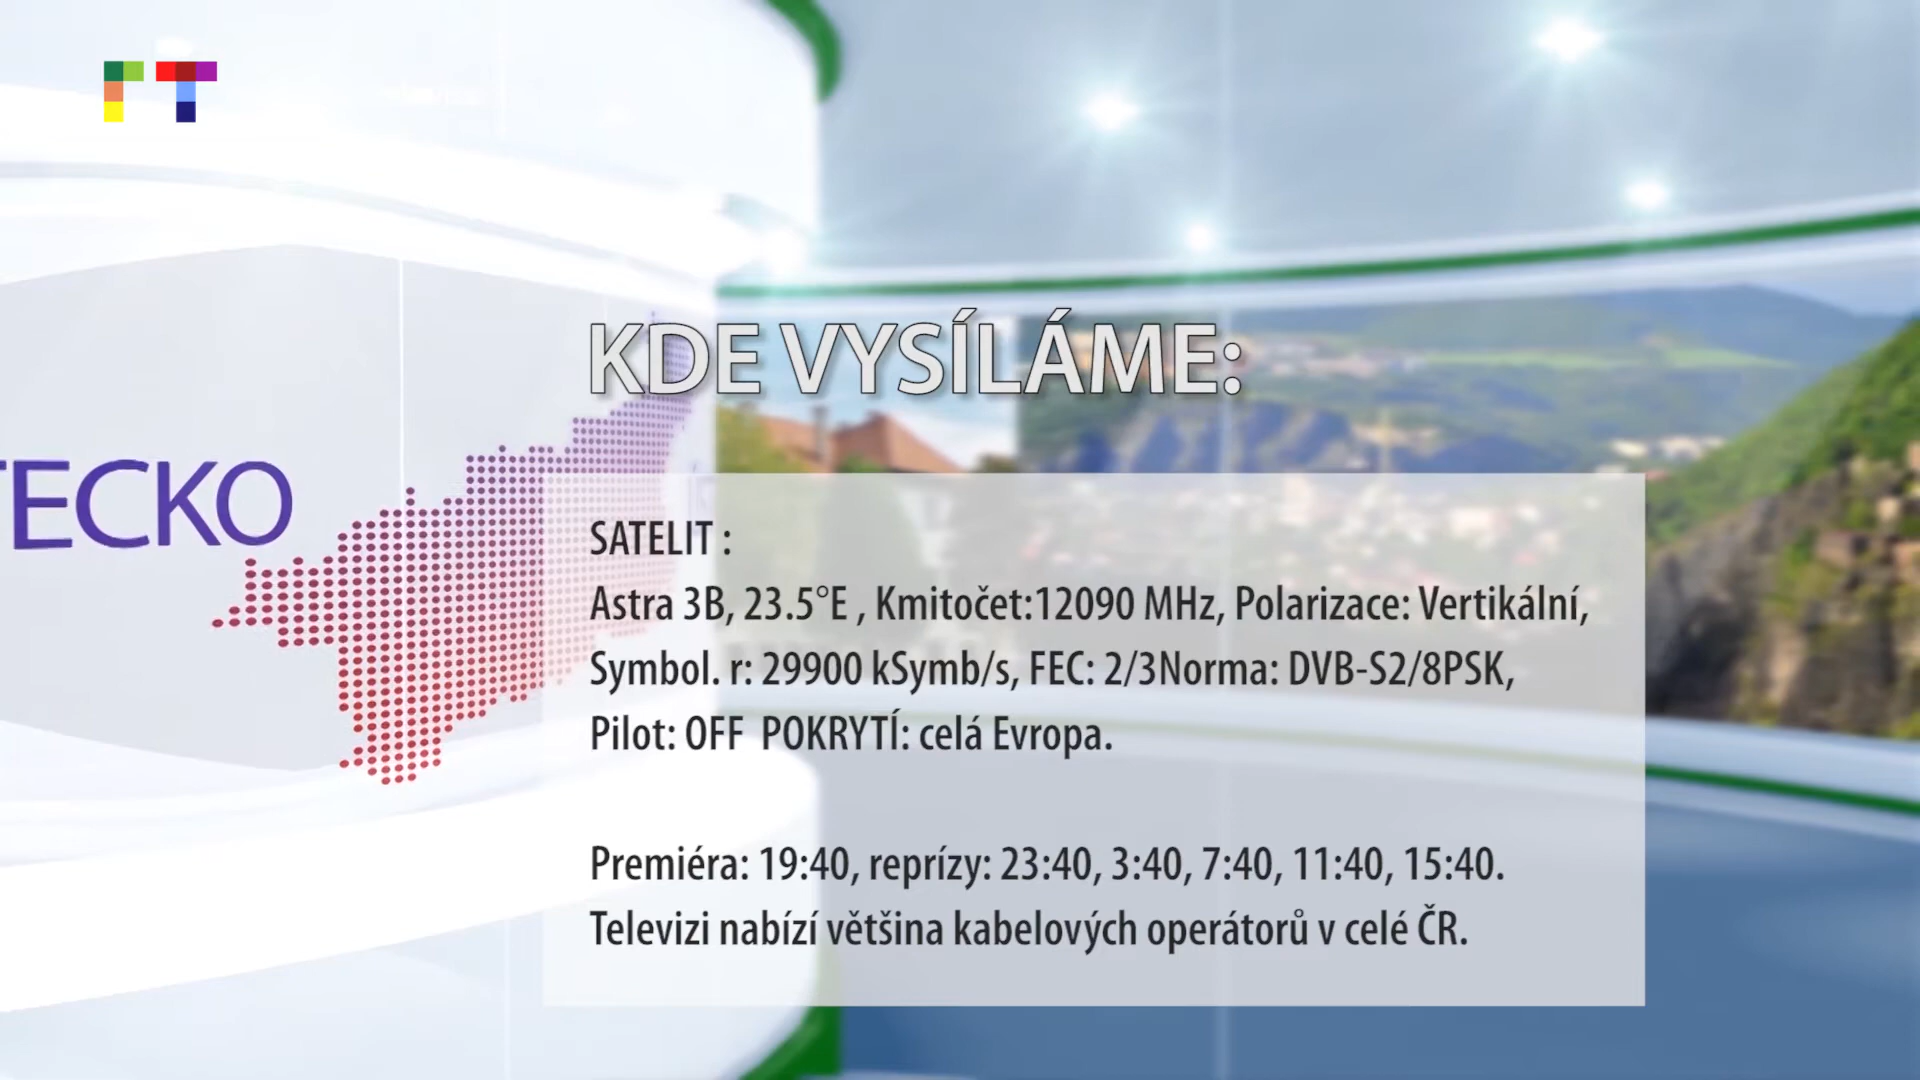 KDE VYSÍLÁME:
TECKO
SATELIT :
Astra 3B, 23.5°E , Kmitočet:12090 MHz, Polarizace: Vertikální,
Symbol. r: 29900 kSymb/s, FEC: 2/3Norma: DVB-S2/8PSK,
Pilot: OFF POKRYTÍ: celá Evropa.
Premiéra: 19:40, reprízy: 23:40, 3:40, 7:40, 11:40, 15:40.
Televizi nabízí většina kabelových operátorů v celé ČR.